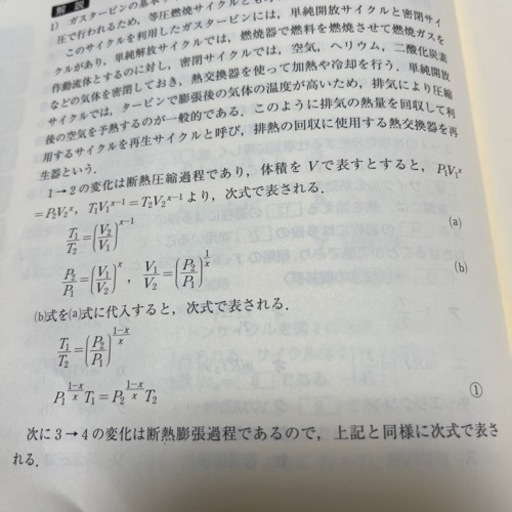 解説
1) ガスタービンの基本サ
圧で行われるため，等圧燃焼サイクルとも
このサイクルを利用したガスタービンには，単純開放サイクルと密閉サイ
クルがあり，単純解放サイクルでは，燃焼器で燃料を燃焼させて燃焼ガスを
作動流体とするのに対し，密閉サイクルでは，空気，ヘリウム，二酸化炭素
などの気体を密閉しておき，熱交換器を使って加熱や冷却を行う．単純開放
サイクルでは，タービンで膨張後の気体の温度が高いため，排気により圧縮
後の空気を予熱するのが一般的である．このように排気の熱量を回収して利
用するサイクルを再生サイクルと呼び，排熱の回収に使用する熱交換器を再
生器という．
1→2の変化は断熱圧縮過程であり，体積をVで表すとすると，P₁V₁ˣ
=P₂V₂ˣ，T₁V₁ˣ⁻¹=T₂V₂ˣ⁻¹より，次式で表される．
T₁/T₂=(V₂/V₁)^(x-1) (a)
P₂/P₁=(V₁/V₂)^x，V₁/V₂=(P₂/P₁)^(1/x) (b)
(b)式を(a)式に代入すると，次式で表される．
T₁/T₂=(P₂/P₁)^((1-x)/x)
P₁^((1-x)/x) T₁=P₂^((1-x)/x) T₂ ①
次に3→4の変化は断熱膨張過程であるので，上記と同様に次式で表さ
れる．